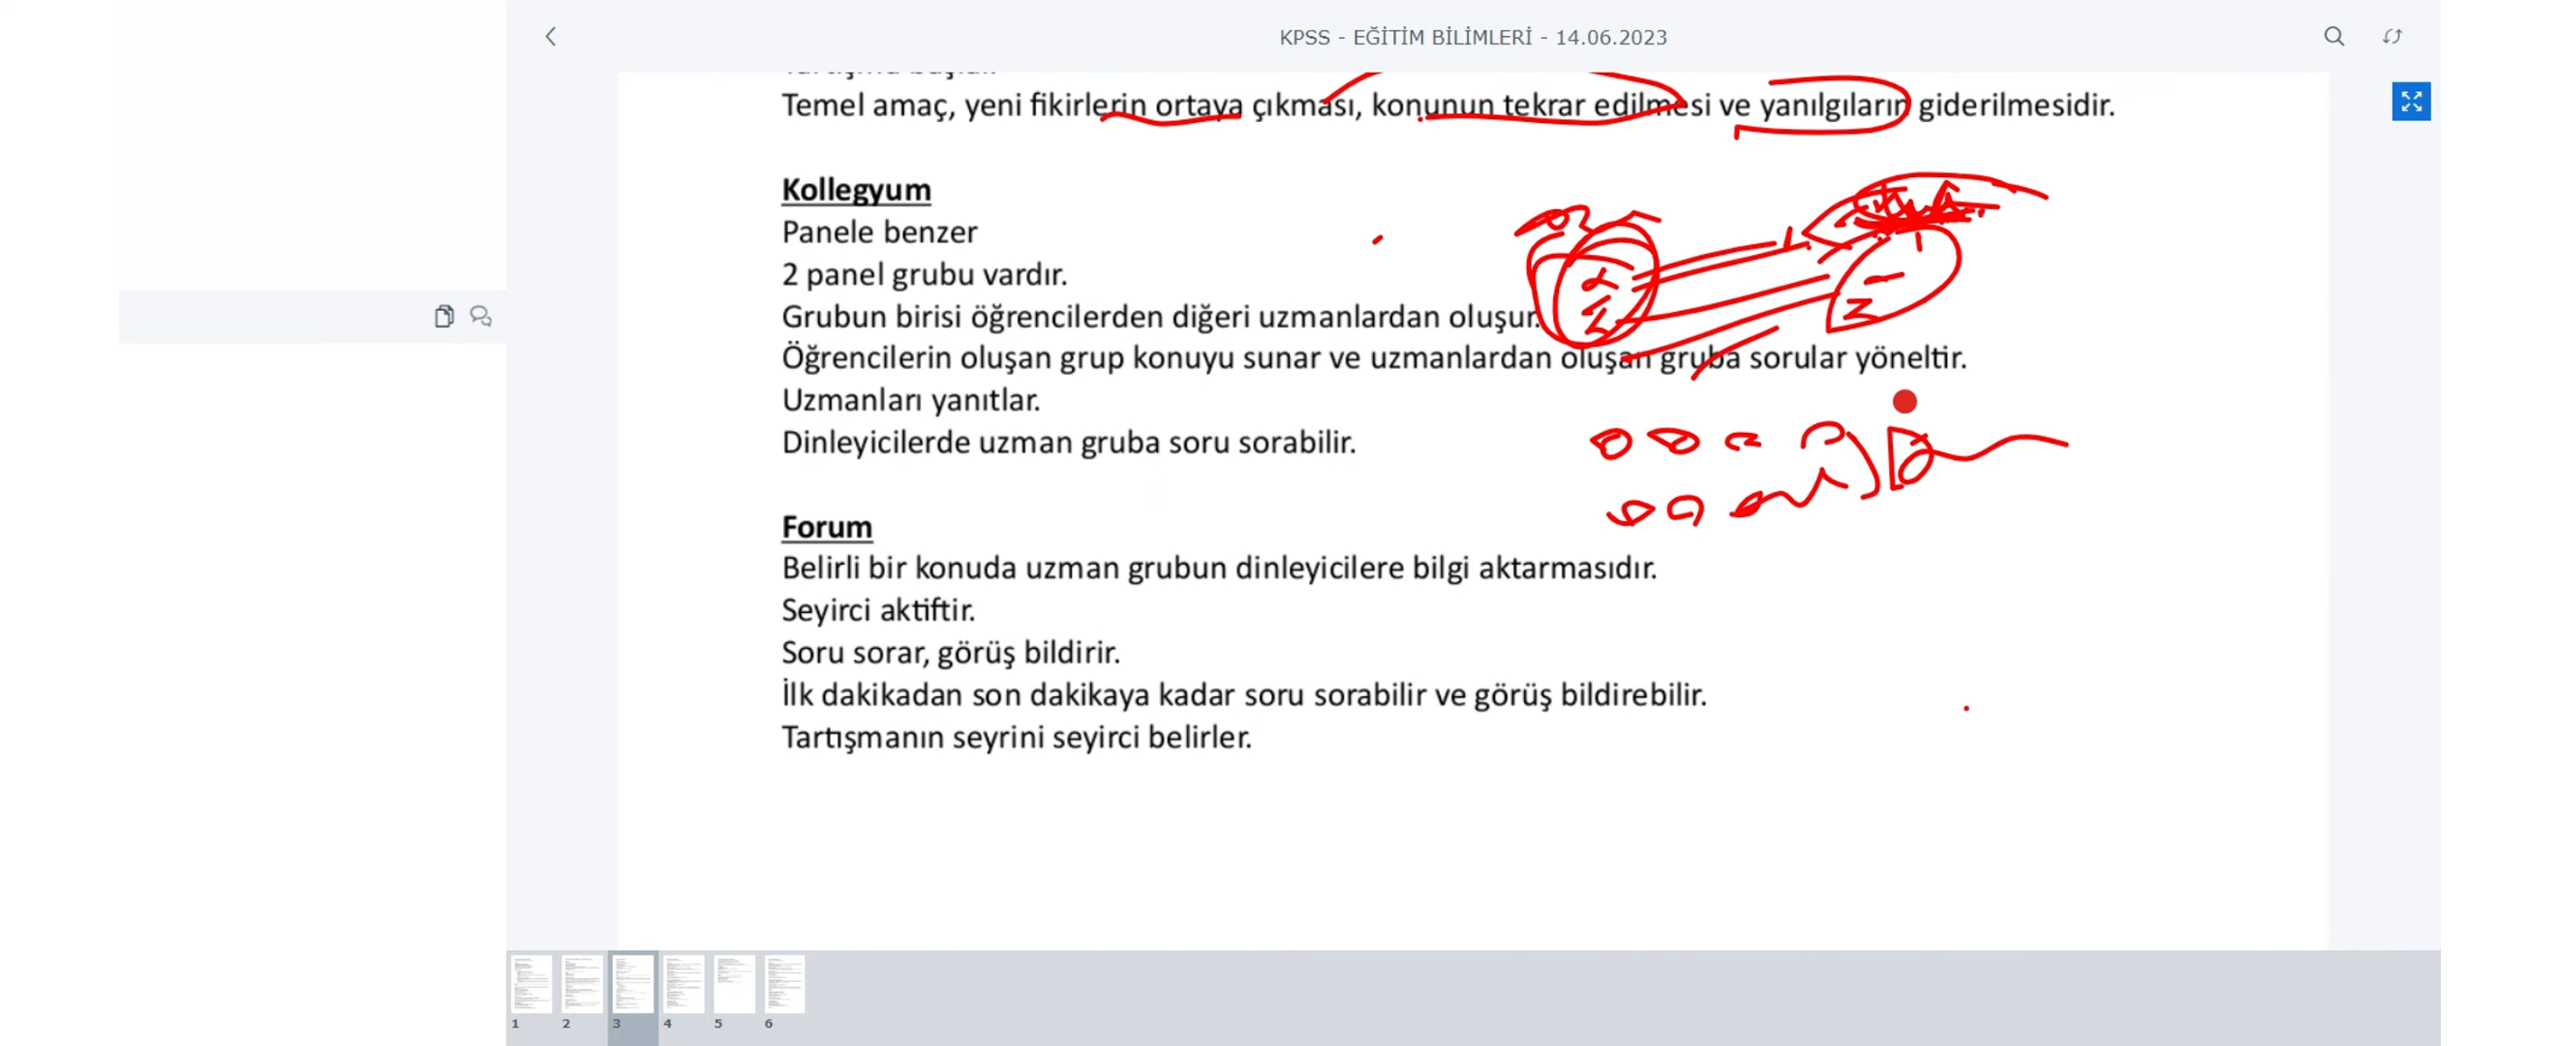 KPSS - EĞİTİM BİLİMLERİ - 14.06.2023
Temel amaç, yeni fikirlerin ortaya çıkması, konunun tekrar edilmesi ve yanılgıların giderilmesidir.
Kollegyum
Panele benzer
2 panel grubu vardır.
Grubun birisi öğrencilerden diğeri uzmanlardan oluşur.
Öğrencilerin oluşan grup konuyu sunar ve uzmanlardan oluşan gruba sorular yöneltir.
Uzmanları yanıtlar.
Dinleyicilerde uzman gruba soru sorabilir.
Forum
Belirli bir konuda uzman grubun dinleyicilere bilgi aktarmasıdır.
Seyirci aktiftir.
Soru sorar, görüş bildirir.
İlk dakikadan son dakikaya kadar soru sorabilir ve görüş bildirebilir.
Tartışmanın seyrini seyirci belirler.
1 2 3 4 5 6